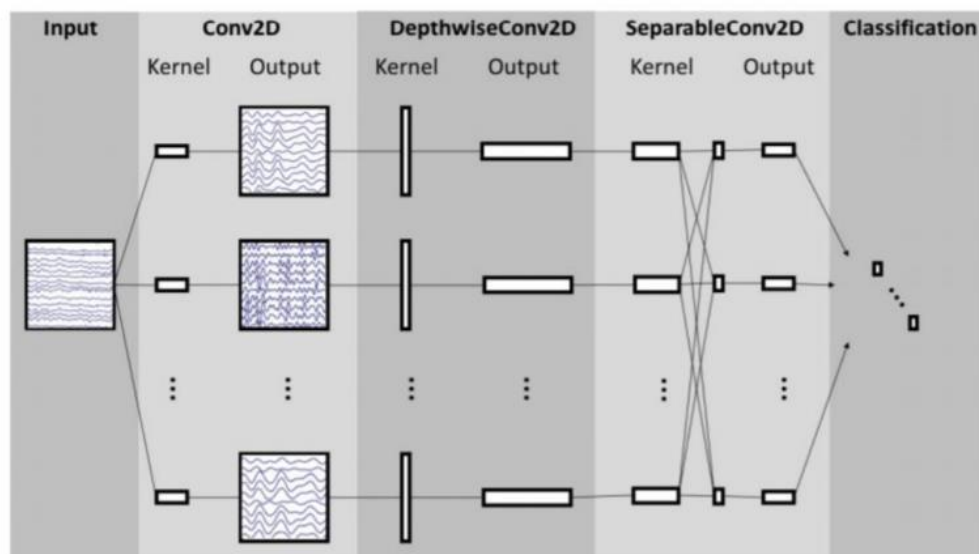 Input Conv2D DepthwiseConv2D SeparableConv2D Classification
Kernel Output Kernel Output Kernel Output